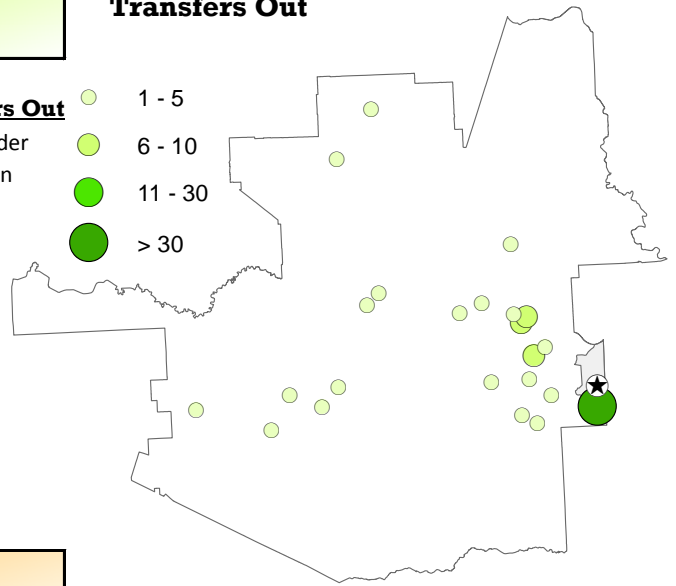 Transfers Out
rs Out
der
n
1 - 5
6 - 10
11 - 30
> 30